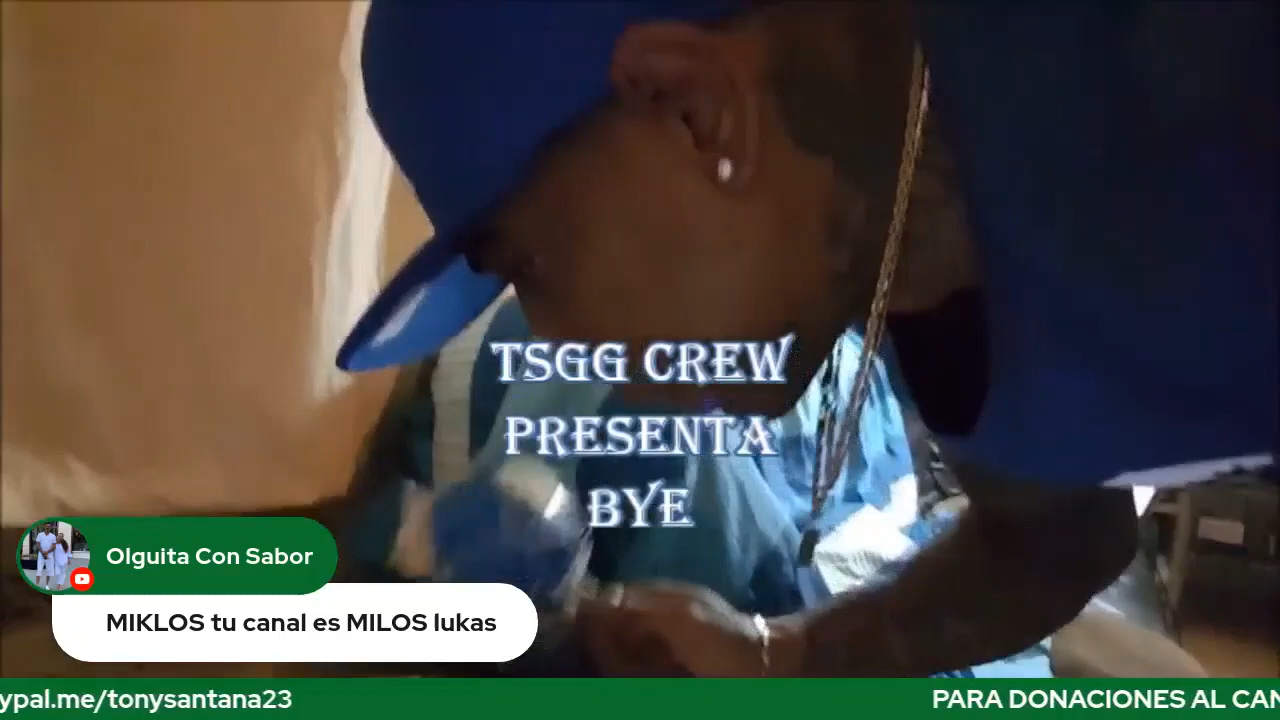 TSGG CREW
PRESENTA
BYE
Olguita Con Sabor
MIKLOS tu canal es MILOS lukas
ypal.me/tonysantana23
PARA DONACIONES AL CAN